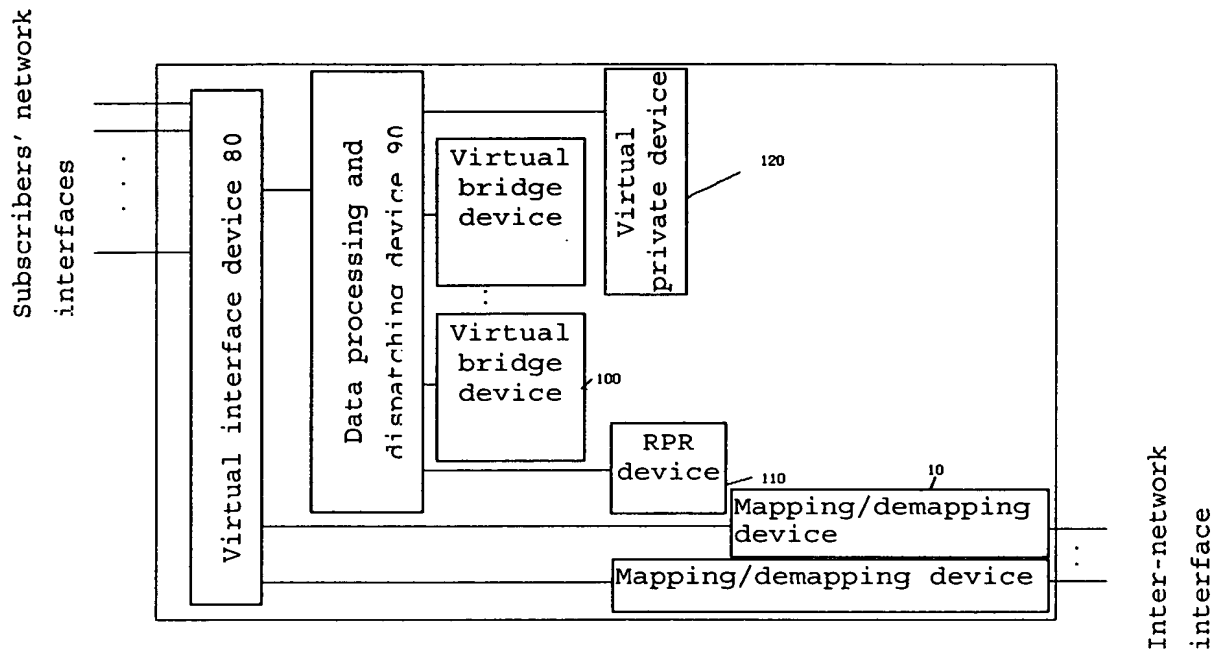 Subscribers' network
interfaces
Virtual interface device 80
Data processing and
dispatching device 90
Virtual
bridge
device
Virtual
private device
120
Virtual
bridge
device
100
RPR
device
110
10
Mapping/demapping
device
Mapping/demapping device
Inter-network
interface